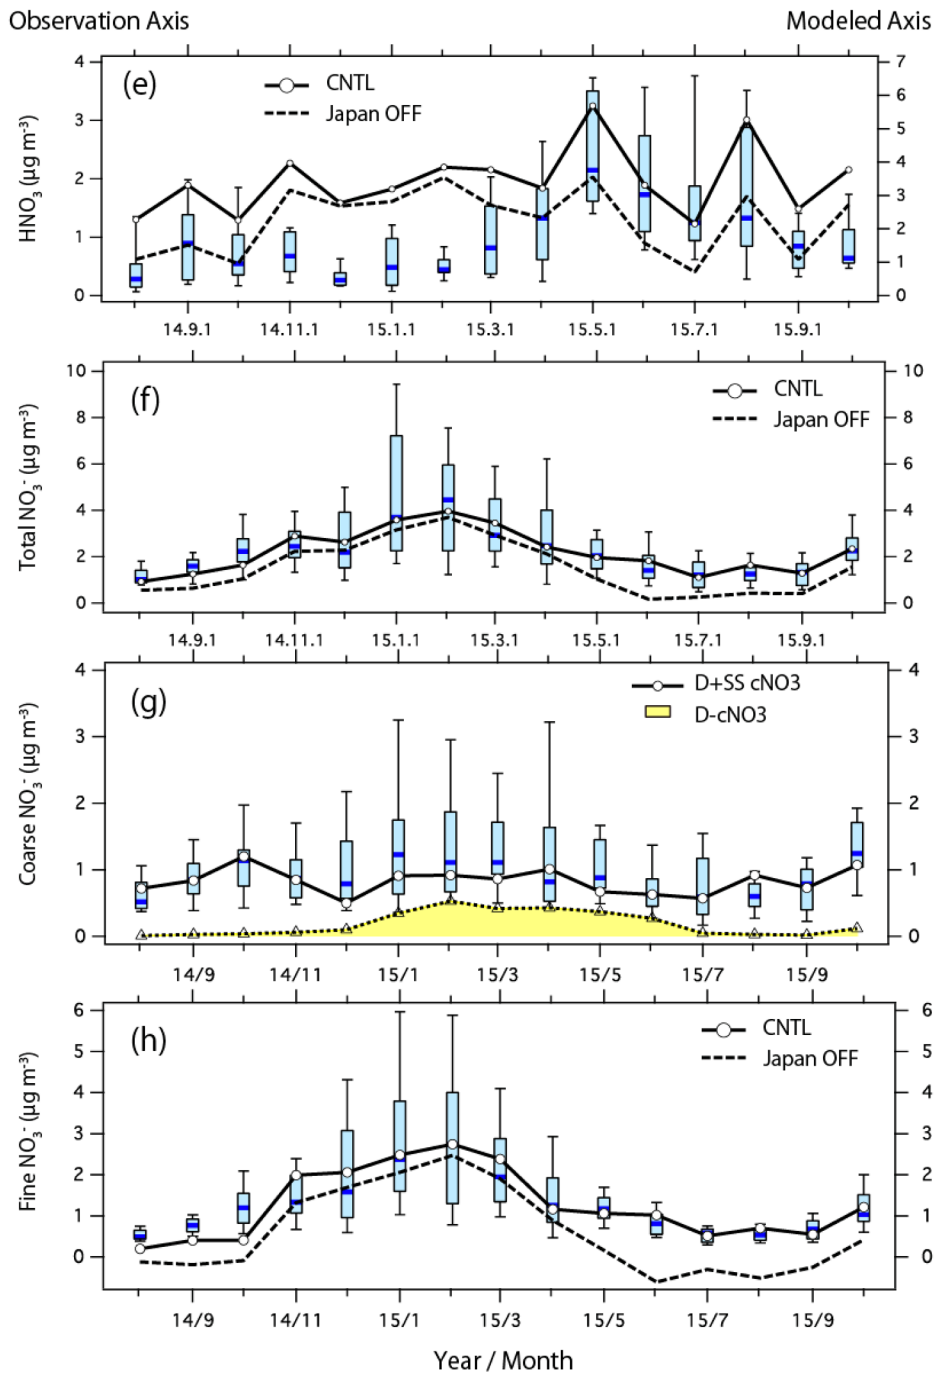 Observation Axis Modeled Axis
(e)
CNTL
Japan OFF
HNO3 (μg m-3)
4 3 2 1 0
7 6 5 4 3 2 1 0
14.9.1 14.11.1 15.1.1 15.3.1 15.5.1 15.7.1 15.9.1
(f)
CNTL
Japan OFF
Total NO3- (μg m-3)
10 8 6 4 2 0
10 8 6 4 2 0
14.9.1 14.11.1 15.1.1 15.3.1 15.5.1 15.7.1 15.9.1
(g)
D+SS cNO3
D-cNO3
Coarse NO3- (μg m-3)
4 3 2 1 0
4 3 2 1 0
14/9 14/11 15/1 15/3 15/5 15/7 15/9
(h)
CNTL
Japan OFF
Fine NO3- (μg m-3)
6 5 4 3 2 1 0
6 5 4 3 2 1 0
14/9 14/11 15/1 15/3 15/5 15/7 15/9
Year / Month